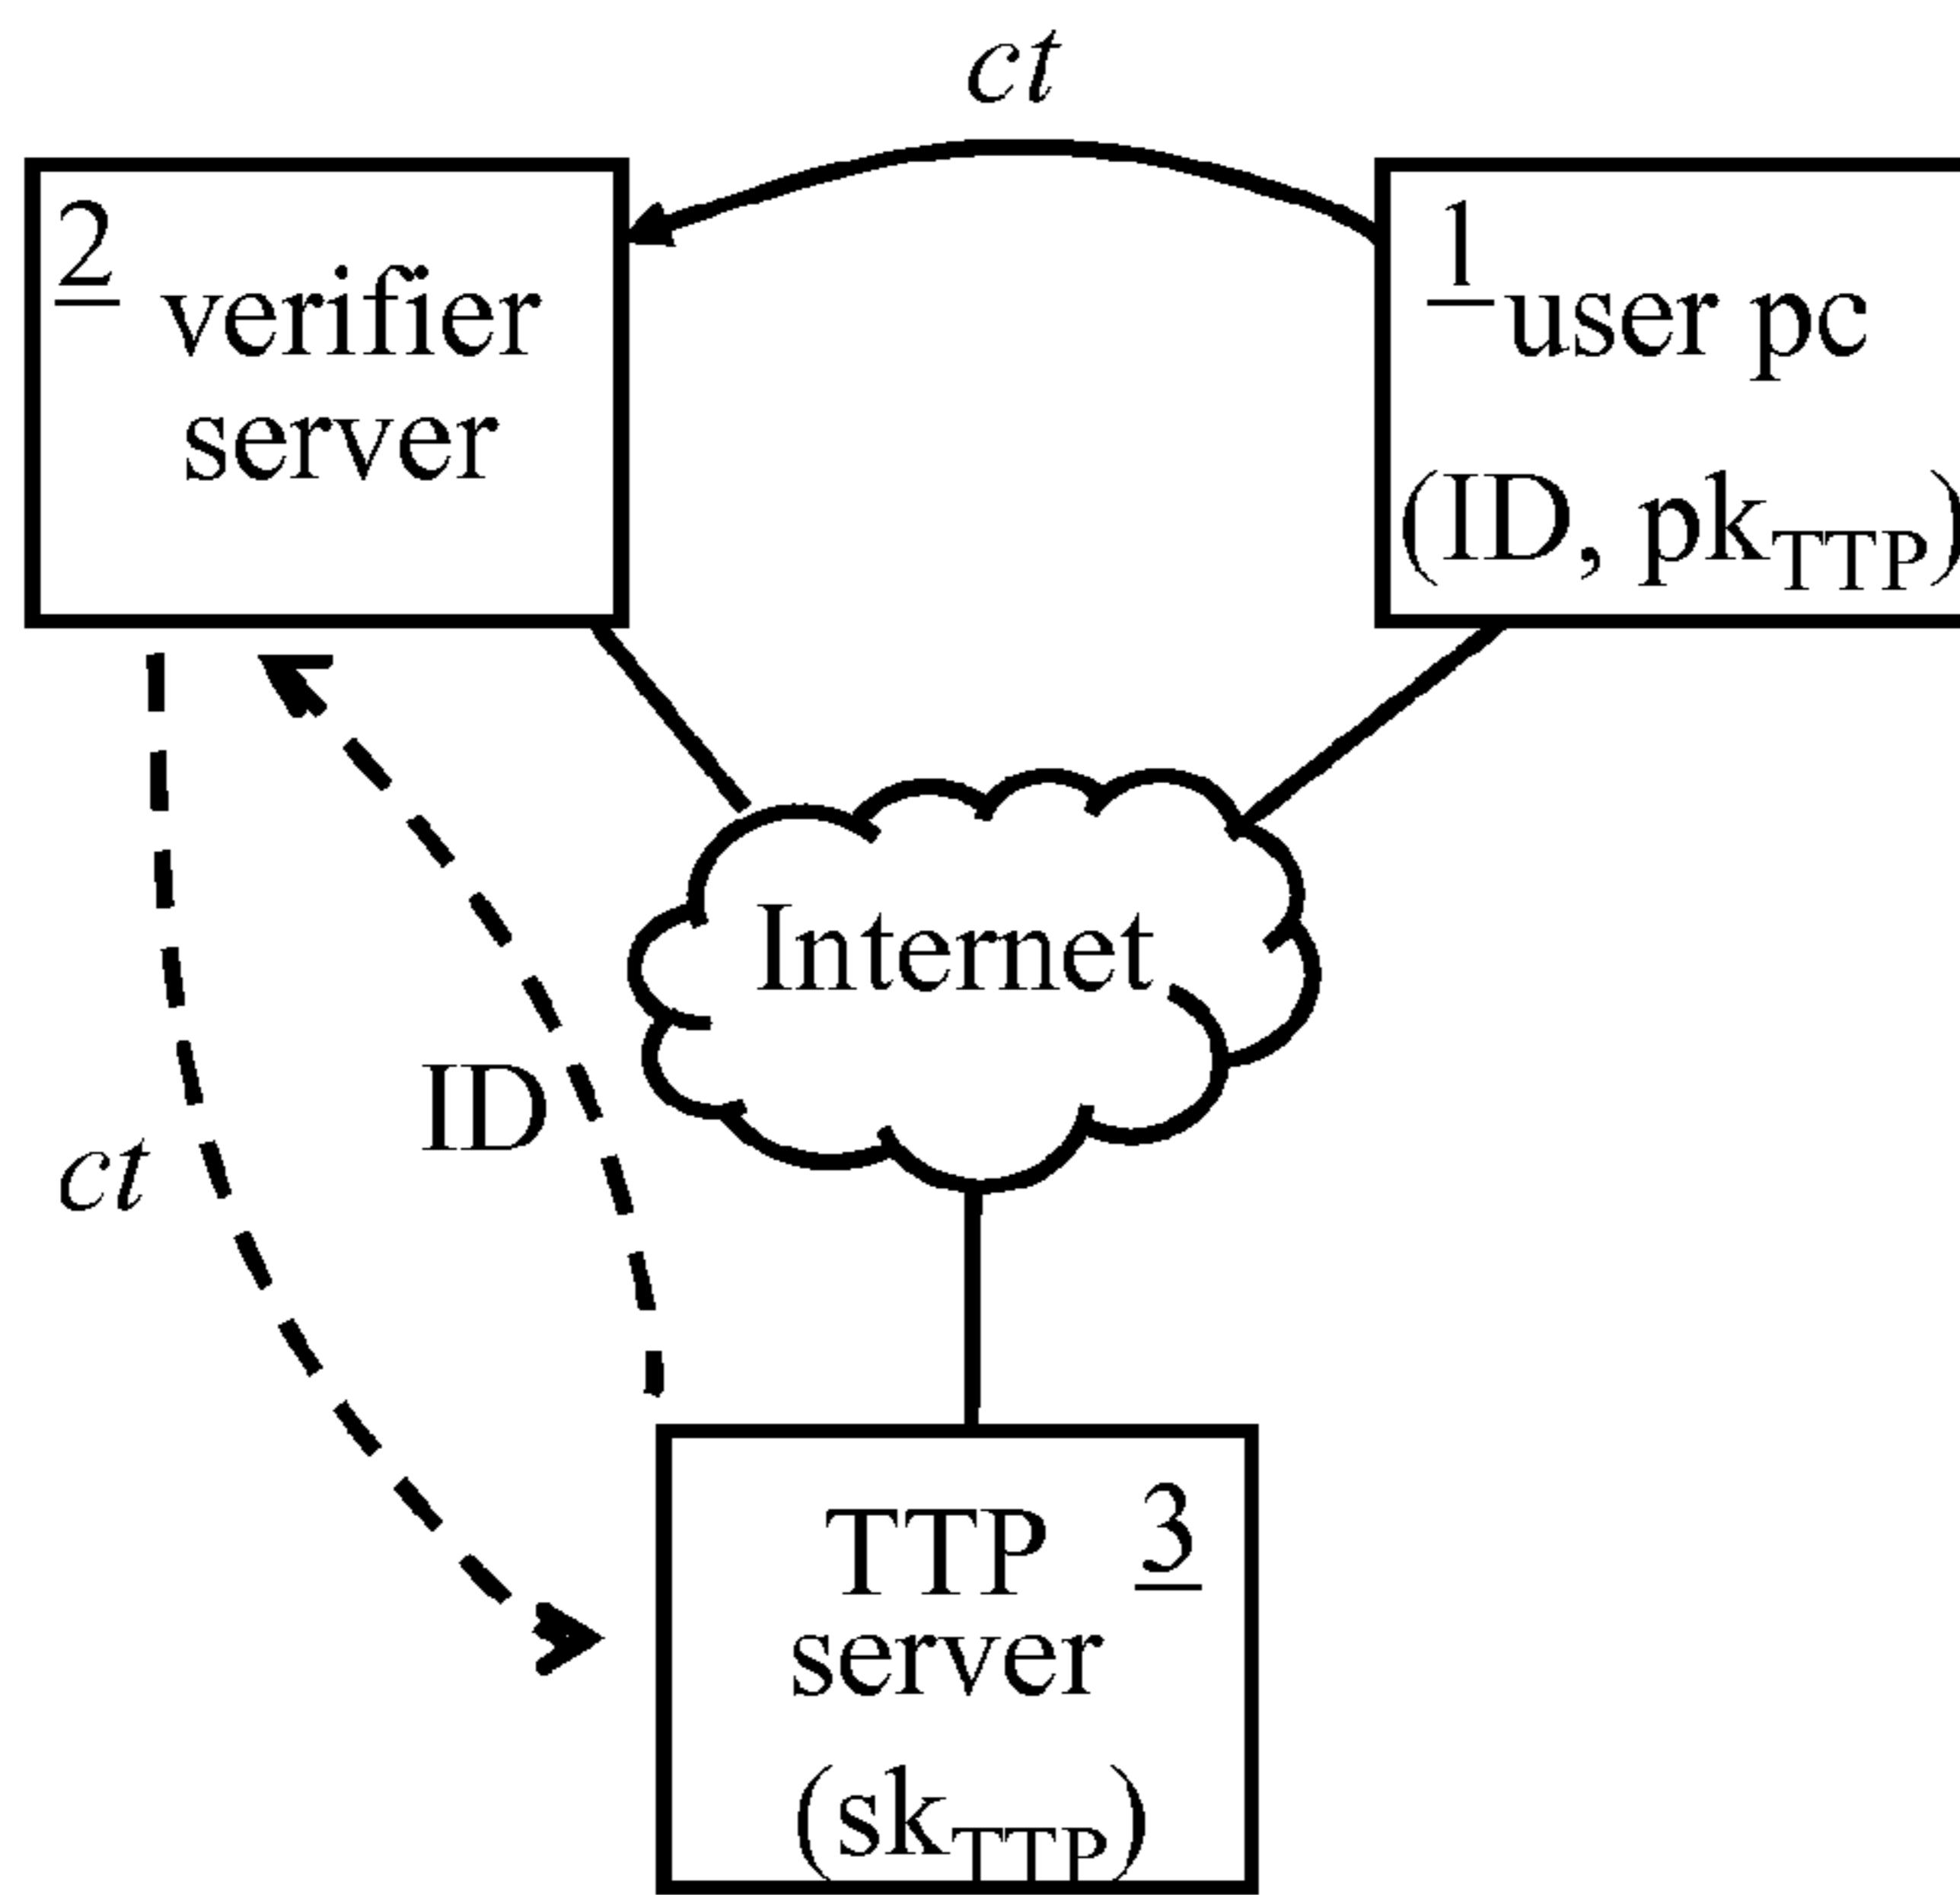 ct
2
verifier
server
1
user pc
(ID, pkTTP)
Internet
ID
ct
TTP
3
server
(skTTP)